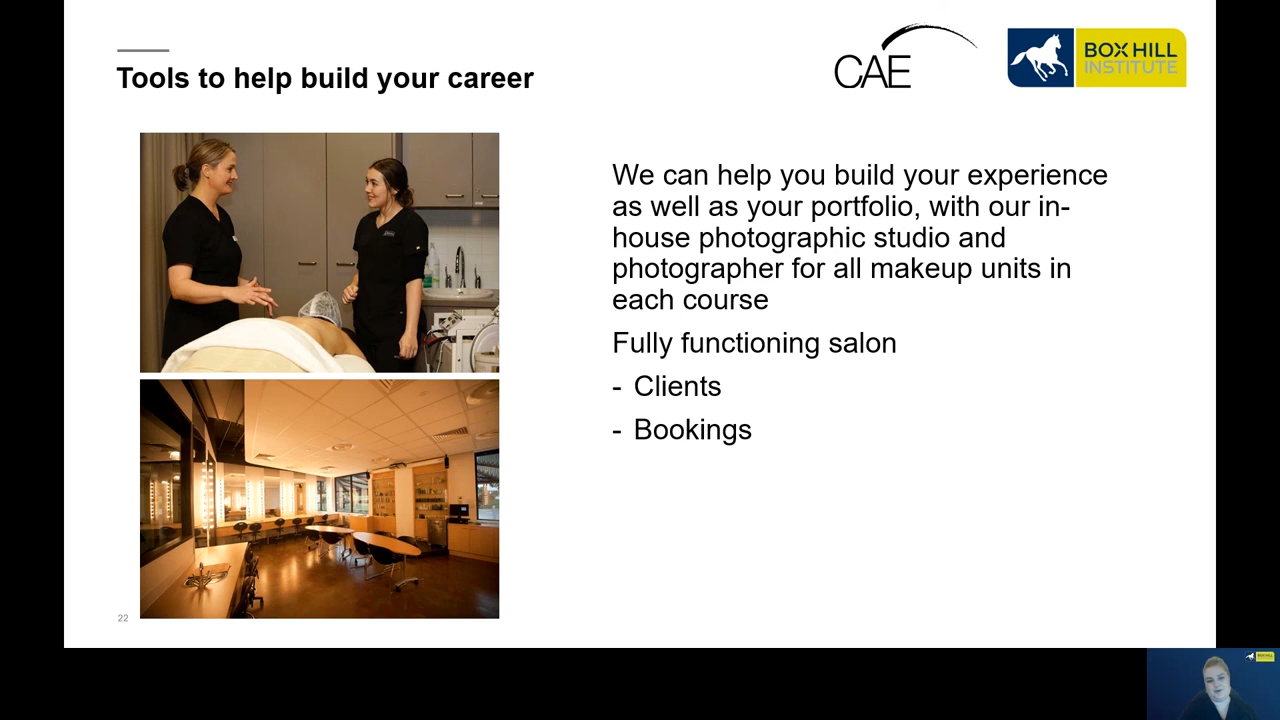 Tools to help build your career
CAE
BOX HILL
INSTITUTE
We can help you build your experience
as well as your portfolio, with our in-
house photographic studio and
photographer for all makeup units in
each course
Fully functioning salon
- Clients
- Bookings
22
BOX HILL